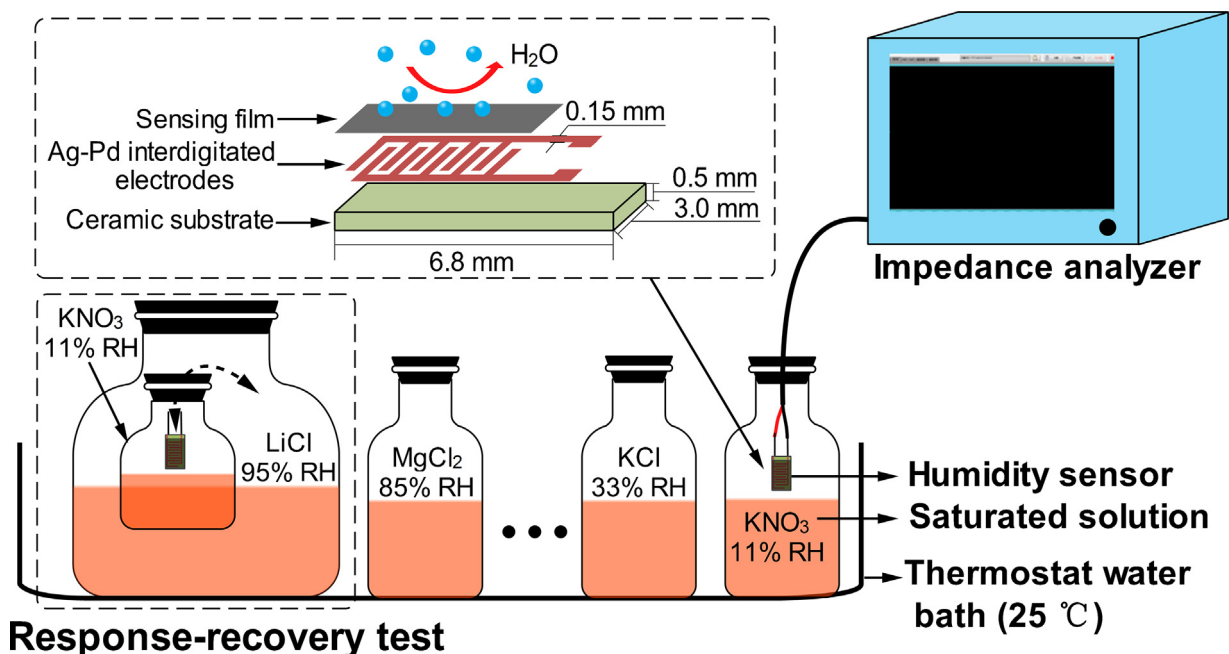 H₂O
Sensing film
0.15 mm
Ag-Pd interdigitated
electrodes
0.5 mm
Ceramic substrate
3.0 mm
6.8 mm
Impedance analyzer
KNO₃
11% RH
LiCl
95% RH
MgCl₂
85% RH
KCl
33% RH
KNO₃
11% RH
Humidity sensor
Saturated solution
Thermostat water
bath (25 ℃)
Response-recovery test